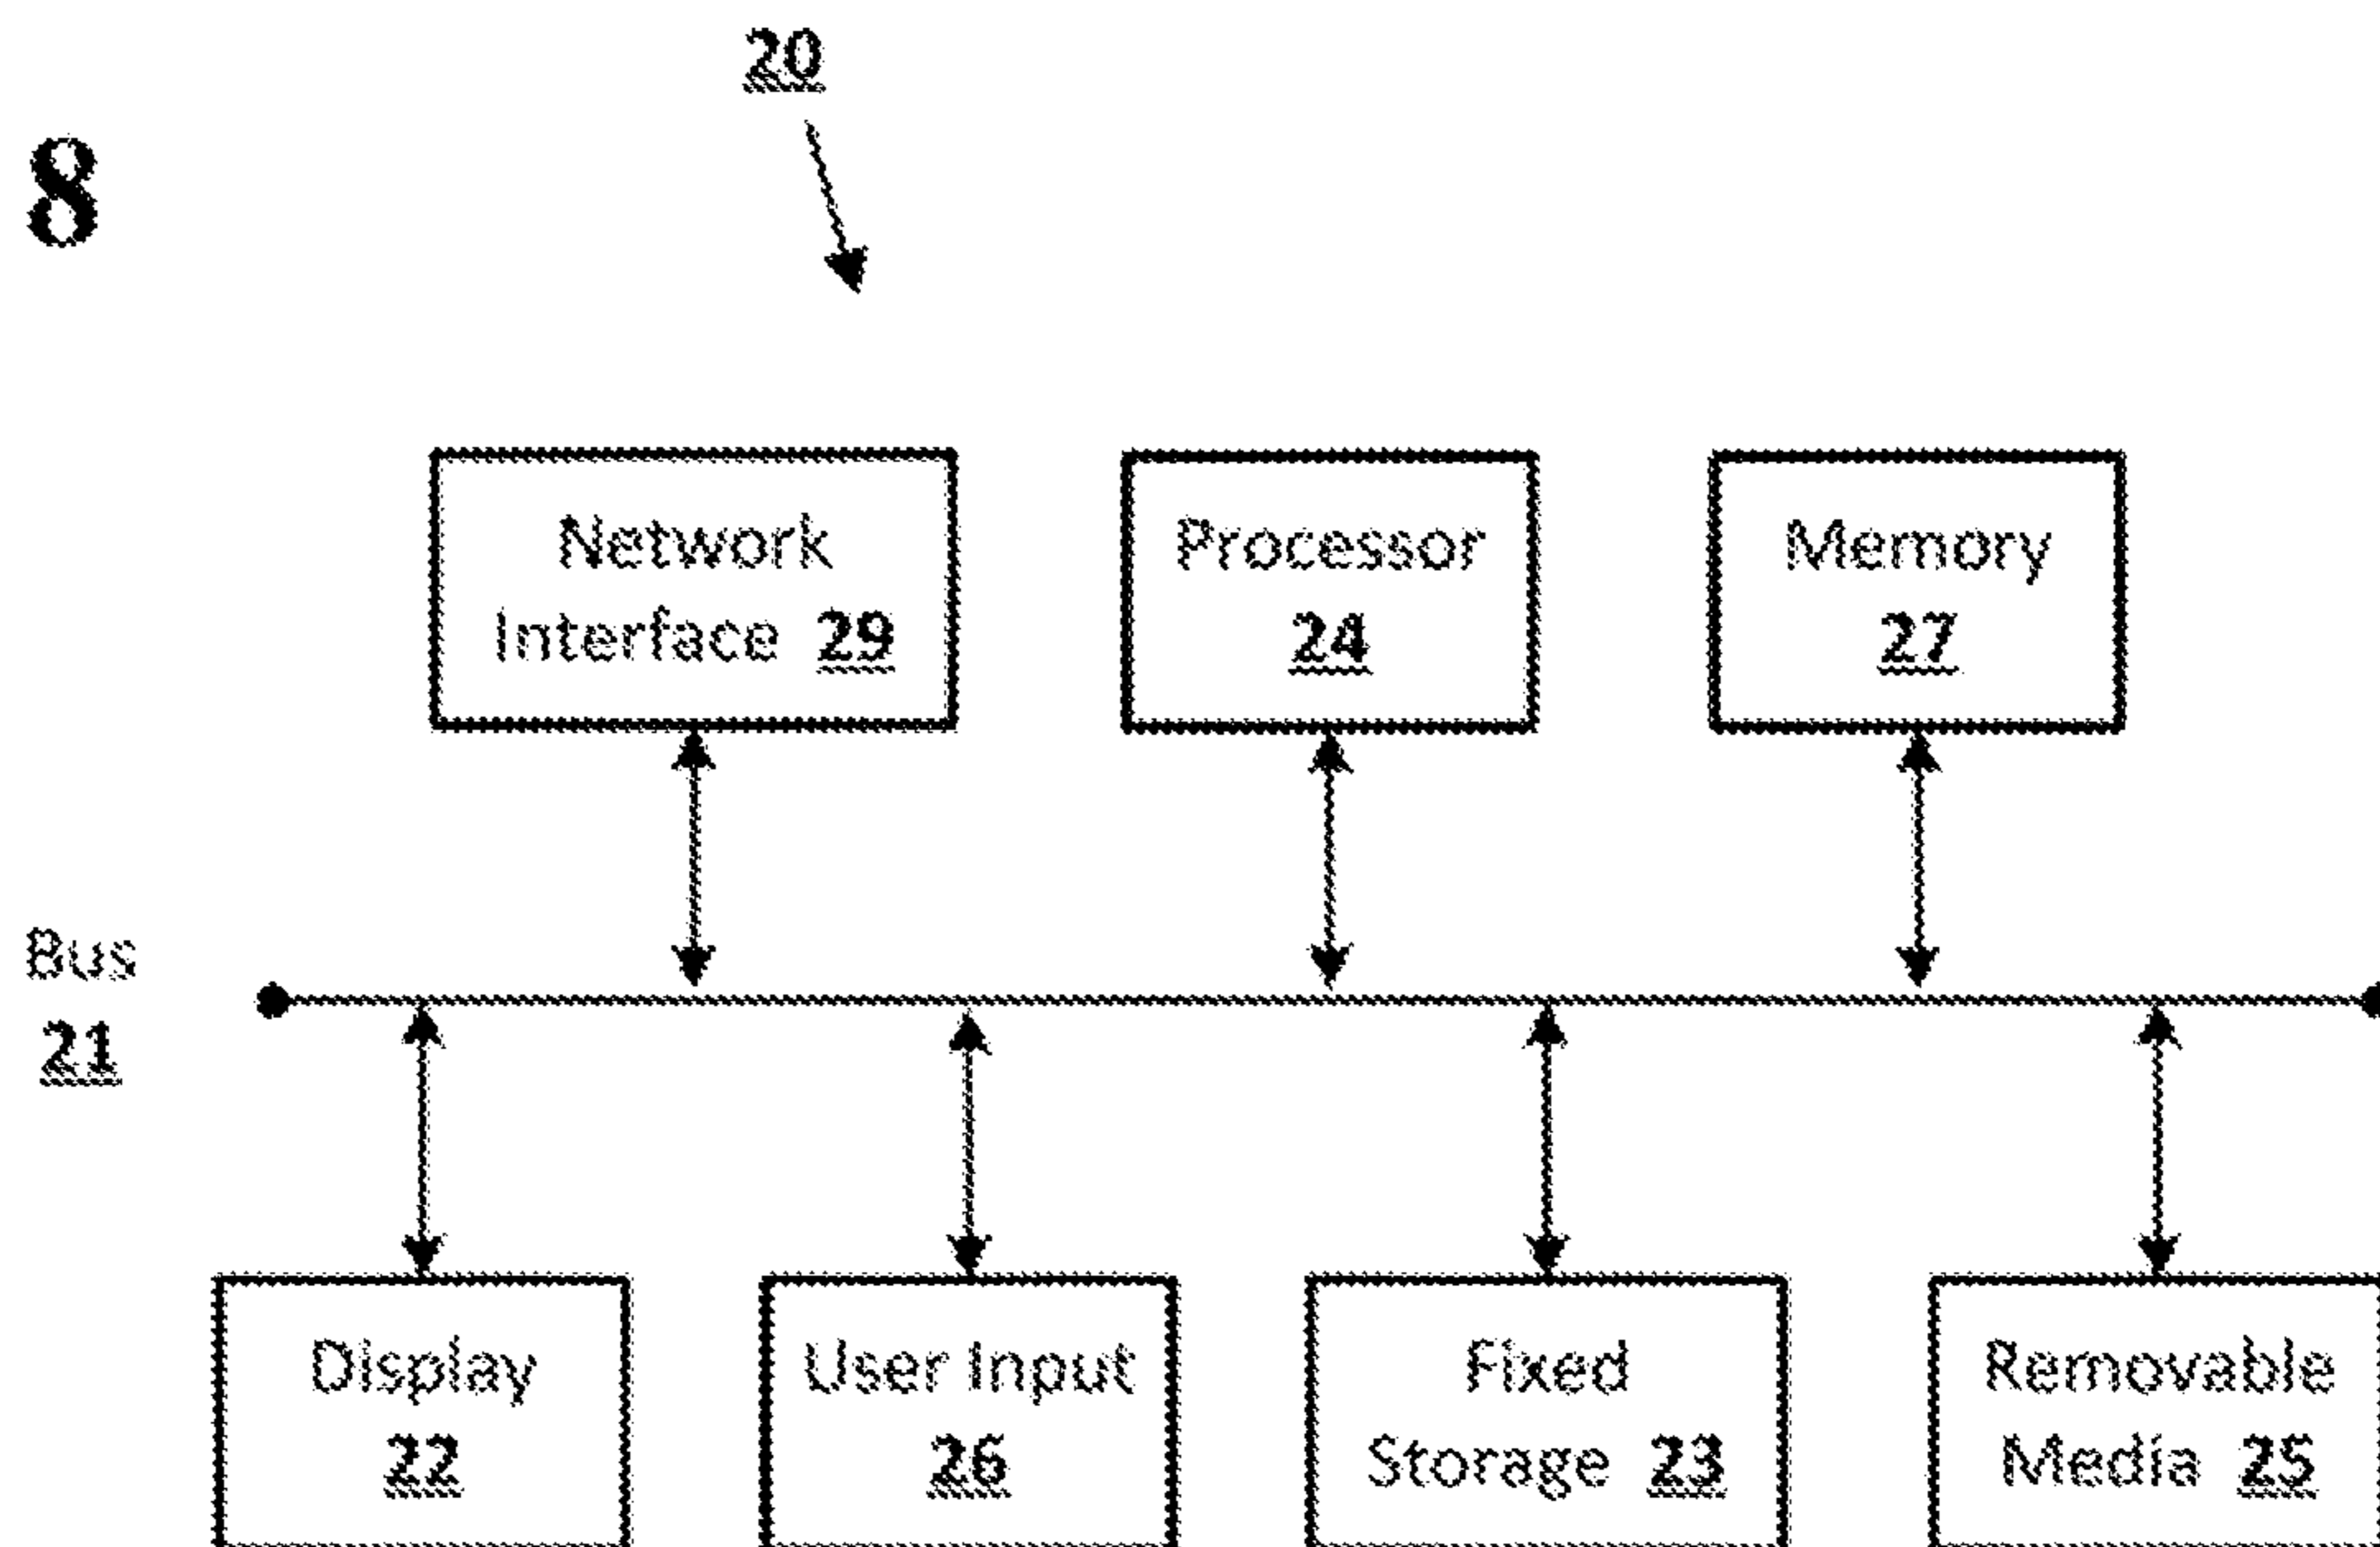 20
8
Network
Interface 29
Processor
24
Memory
27
Bus
21
Display
22
User Input
26
Fixed
Storage 23
Removable
Media 25